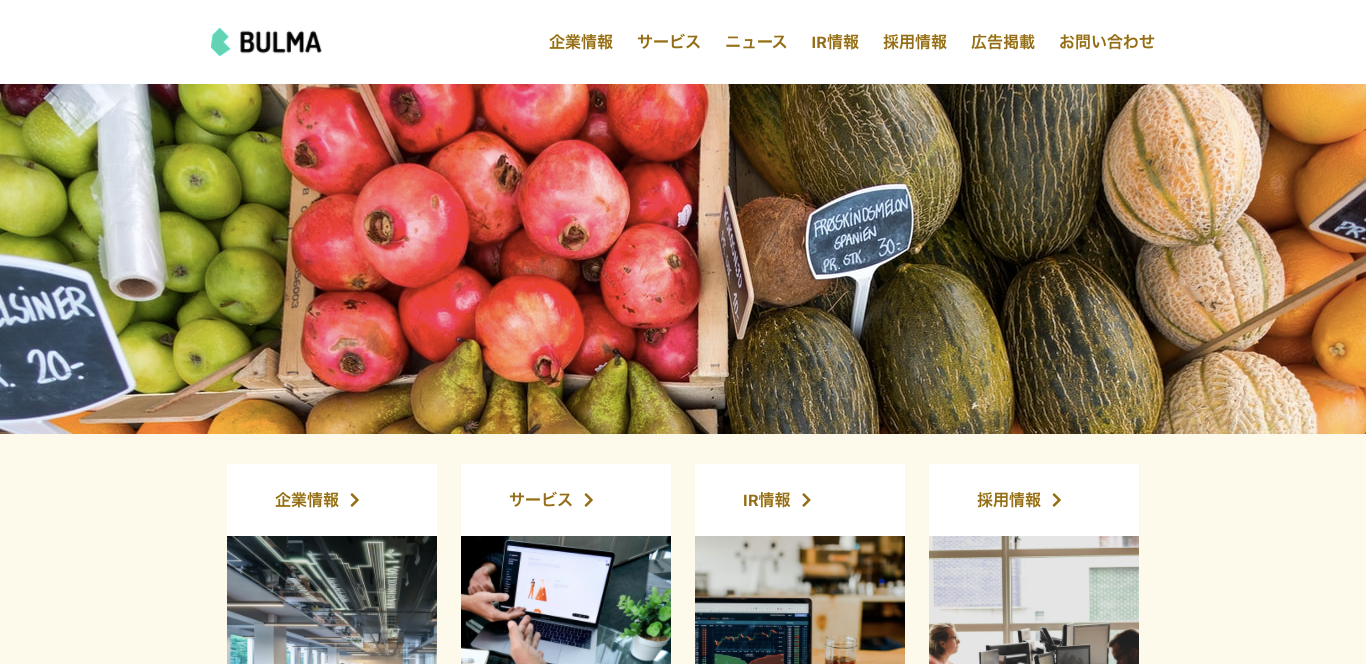 BULMA
企業情報 サービス ニュース IR情報 採用情報 広告掲載 お問い合わせ
FRØSKINDSMELON
SPANIEN
PR. STK. 30:-
LSINER
20:-
企業情報
サービス
IR情報
採用情報